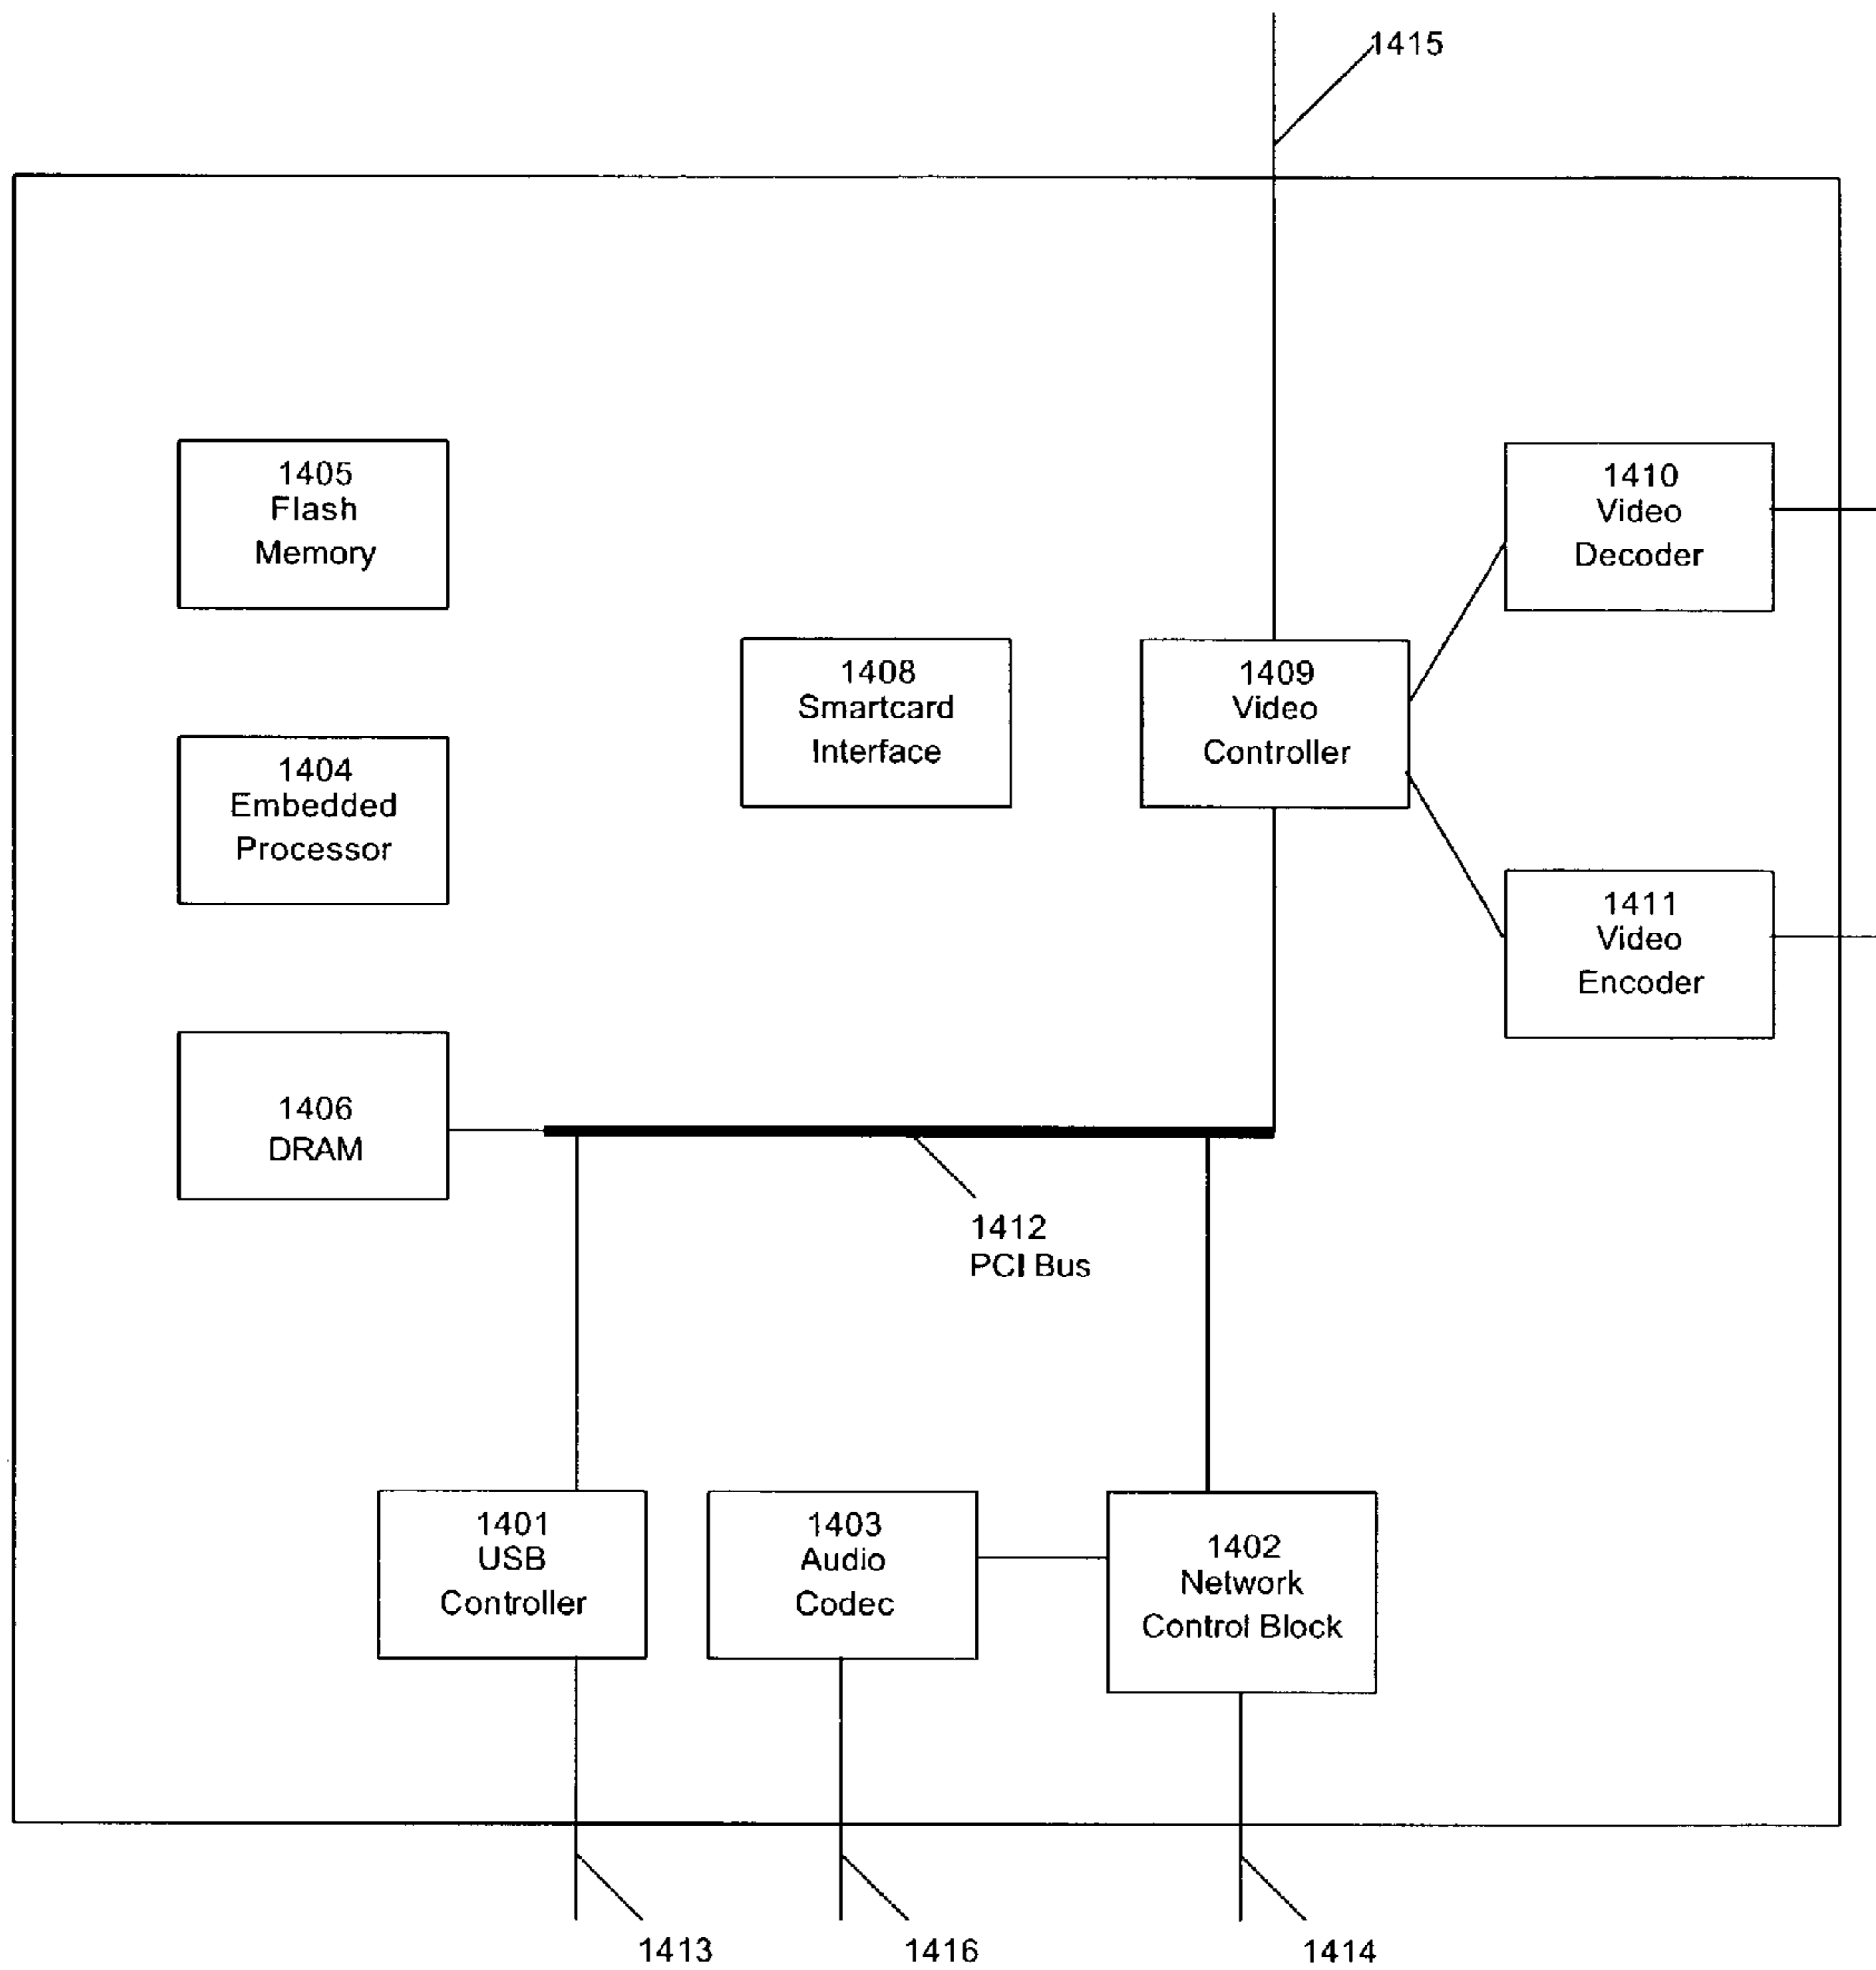 1415
1405
Flash
Memory
1410
Video
Decoder
1408
Smartcard
Interface
1409
Video
Controller
1404
Embedded
Processor
1411
Video
Encoder
1406
DRAM
1412
PCI Bus
1401
USB
Controller
1403
Audio
Codec
1402
Network
Control Block
1413
1416
1414